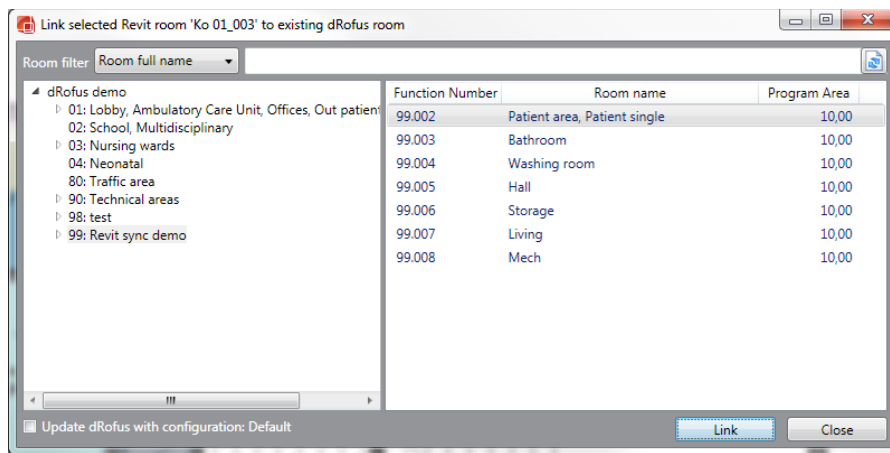 Link selected Revit room 'Ko 01_003' to existing dRofus room
Room filter Room full name
dRofus demo
01: Lobby, Ambulatory Care Unit, Offices, Out patient
02: School, Multidisciplinary
03: Nursing wards
04: Neonatal
80: Traffic area
90: Technical areas
98: test
99: Revit sync demo
Function Number Room name Program Area
99.002 Patient area, Patient single 10,00
99.003 Bathroom 10,00
99.004 Washing room 10,00
99.005 Hall 10,00
99.006 Storage 10,00
99.007 Living 10,00
99.008 Mech 10,00
Update dRofus with configuration: Default
Link Close